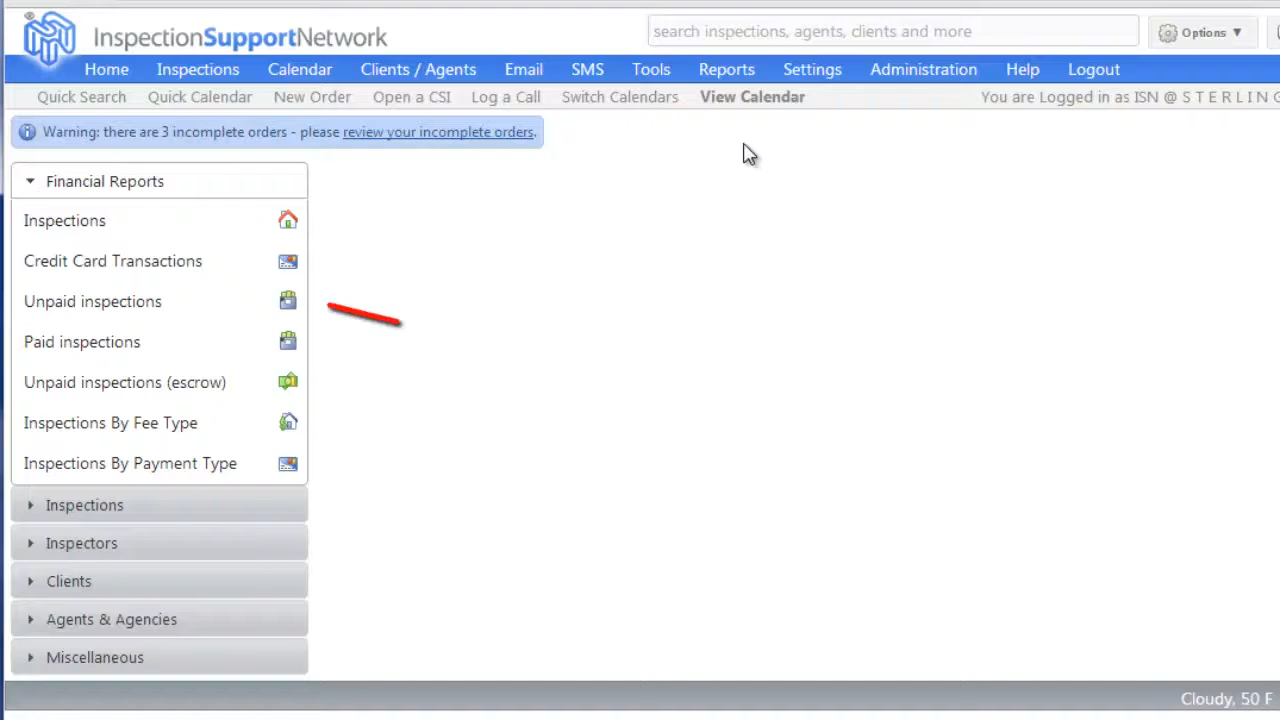 InspectionSupportNetwork
search inspections, agents, clients and more
Options ▼
Home Inspections Calendar Clients / Agents Email SMS Tools Reports Settings Administration Help Logout
Quick Search Quick Calendar New Order Open a CSI Log a Call Switch Calendars View Calendar You are Logged in as ISN @ S T E R L I N G
Warning: there are 3 incomplete orders - please review your incomplete orders.
Financial Reports
Inspections
Credit Card Transactions
Unpaid inspections
Paid inspections
Unpaid inspections (escrow)
Inspections By Fee Type
Inspections By Payment Type
Inspections
Inspectors
Clients
Agents & Agencies
Miscellaneous
Cloudy, 50 F